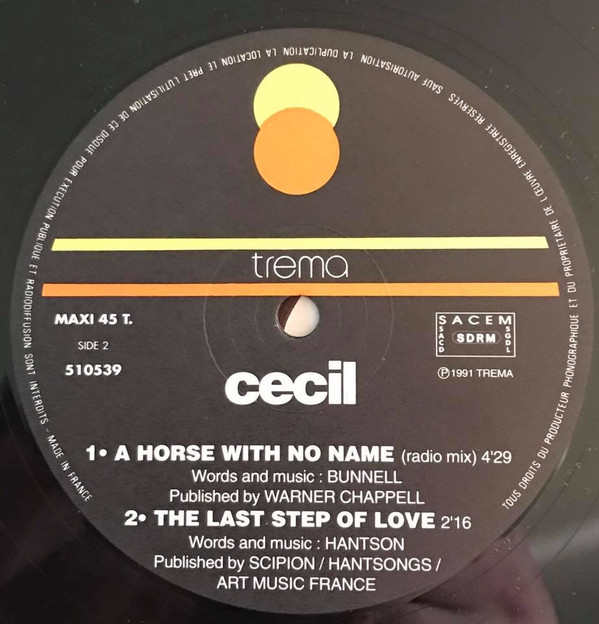 TOUS DROITS DU PRODUCTEUR PHONOGRAPHIQUE ET DU PROPRIETAIRE DE L'ŒUVRE ENREGISTREE RESERVES SAUF AUTORISATION LA DUPLICATION LA LOCATION LE PRET L'UTILISATION DE CE DISQUE POUR EXECUTION PUBLIQUE ET RADIODIFFUSION SONT INTERDITS - MADE IN FRANCE
trema
MAXI 45 T.
SIDE 2
510539
SACEM
SACD
SDRM
SGDL
℗ 1991 TREMA
cecil
1• A HORSE WITH NO NAME (radio mix) 4'29
Words and music : BUNNELL
Published by WARNER CHAPPELL
2• THE LAST STEP OF LOVE 2'16
Words and music : HANTSON
Published by SCIPION / HANTSONGS /
ART MUSIC FRANCE